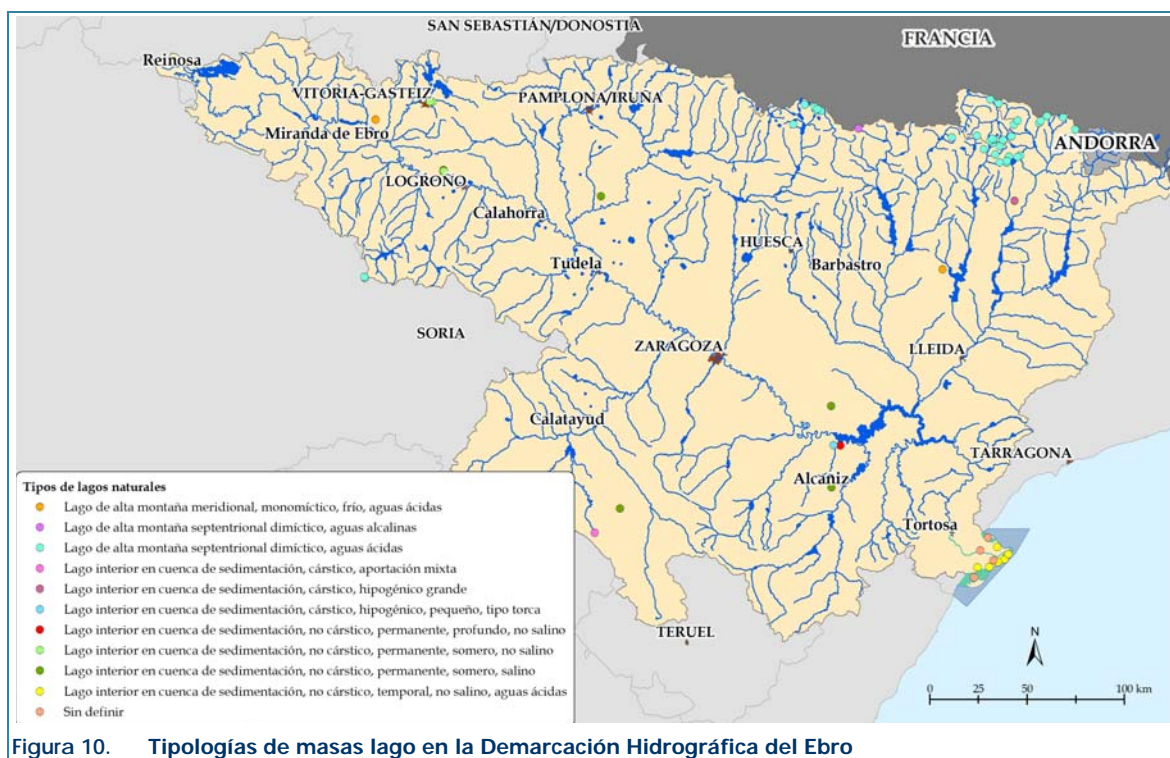 SAN SEBASTIÁN/DONOSTIA
FRANCIA
Reinosa
VITORIA-GASTEIZ
PAMPLONA/IRUÑA
Miranda de Ebro
ANDORRA
LOGROÑO
Calahorra
HUESCA
Tudela
Barbastro
SORIA
ZARAGOZA
LLEIDA
Calatayud
TARRAGONA
Alcañiz
Tortosa
TERUEL
Tipos de lagos naturales
Lago de alta montaña meridional, monomíctico, frío, aguas ácidas
Lago de alta montaña septentrional dimíctico, aguas alcalinas
Lago de alta montaña septentrional dimíctico, aguas ácidas
Lago interior en cuenca de sedimentación, cárstico, aportación mixta
Lago interior en cuenca de sedimentación, cárstico, hipogénico grande
Lago interior en cuenca de sedimentación, cárstico, hipogénico, pequeño, tipo torca
Lago interior en cuenca de sedimentación, no cárstico, permanente, profundo, no salino
Lago interior en cuenca de sedimentación, no cárstico, permanente, somero, no salino
Lago interior en cuenca de sedimentación, no cárstico, permanente, somero, salino
Lago interior en cuenca de sedimentación, no cárstico, temporal, no salino, aguas ácidas
Sin definir
N
0 25 50 100 km
Figura 10. Tipologías de masas lago en la Demarcación Hidrográfica del Ebro